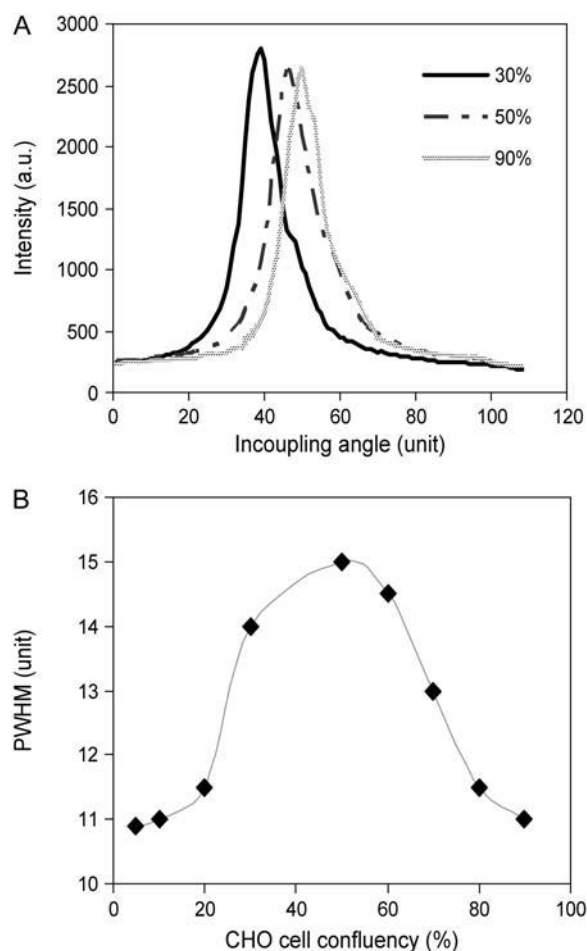 A
3000
2500
2000
1500
1000
500
0
Intensity (a.u.)
30%
50%
90%
0 20 40 60 80 100 120
Incoupling angle (unit)
B
16
15
14
13
12
11
10
PWHM (unit)
0 20 40 60 80 100
CHO cell confluency (%)